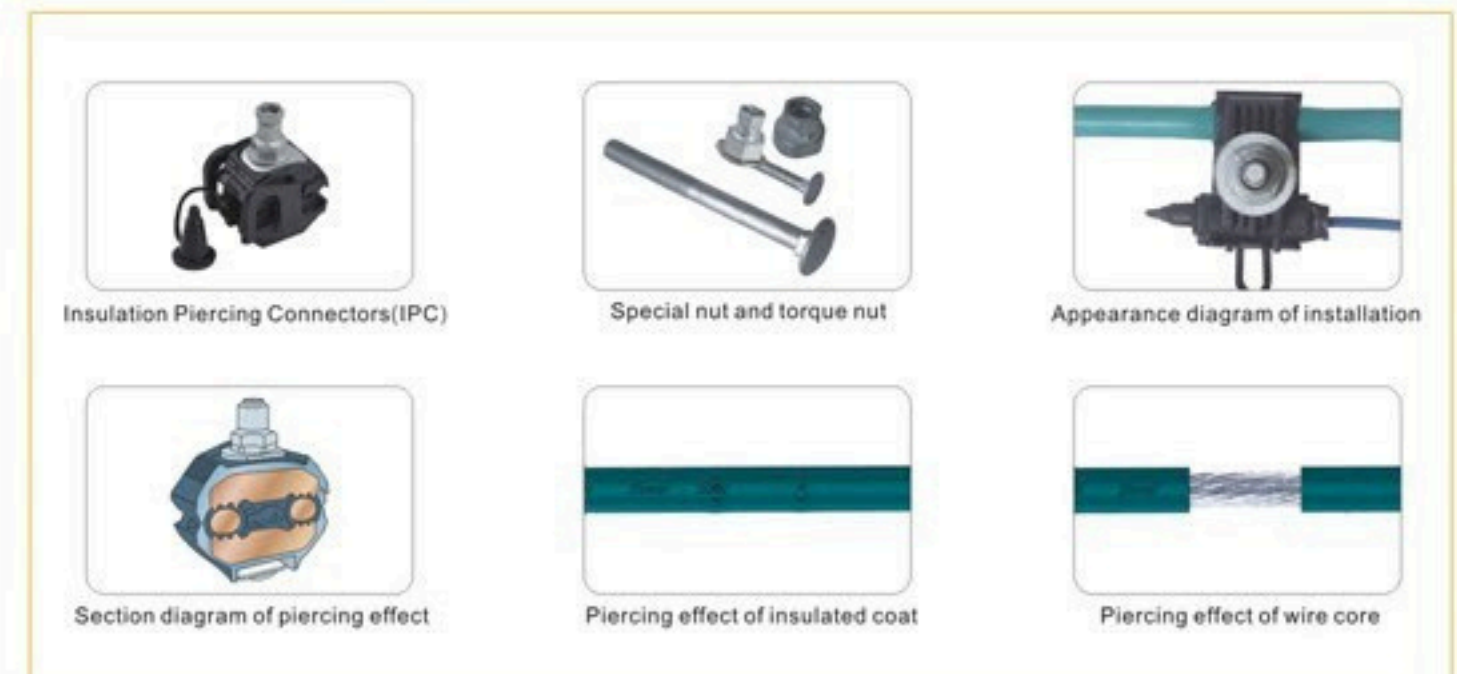 Insulation Piercing Connectors(IPC)
Special nut and torque nut
Appearance diagram of installation
Section diagram of piercing effect
Piercing effect of insulated coat
Piercing effect of wire core